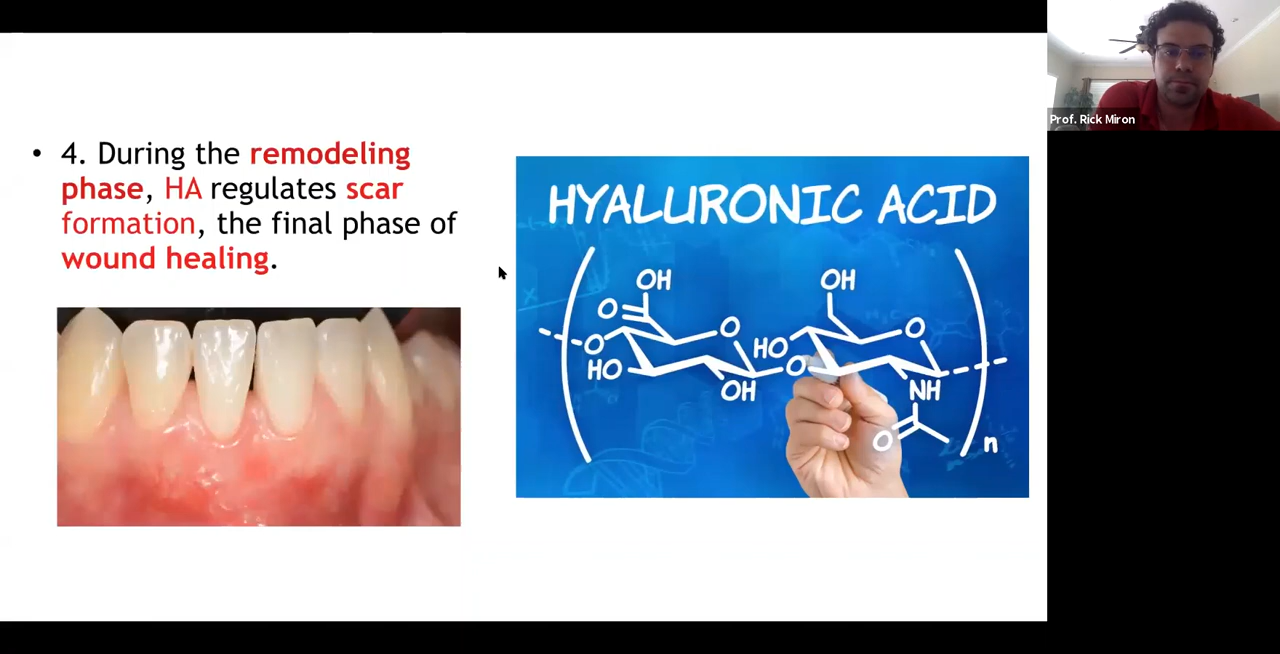 • 4. During the remodeling
phase, HA regulates scar
formation, the final phase of
wound healing.
HYALURONIC ACID
OH
OH
O
O
O
O
HO
HO
O
OH
NH
O
n
Prof. Rick Miron